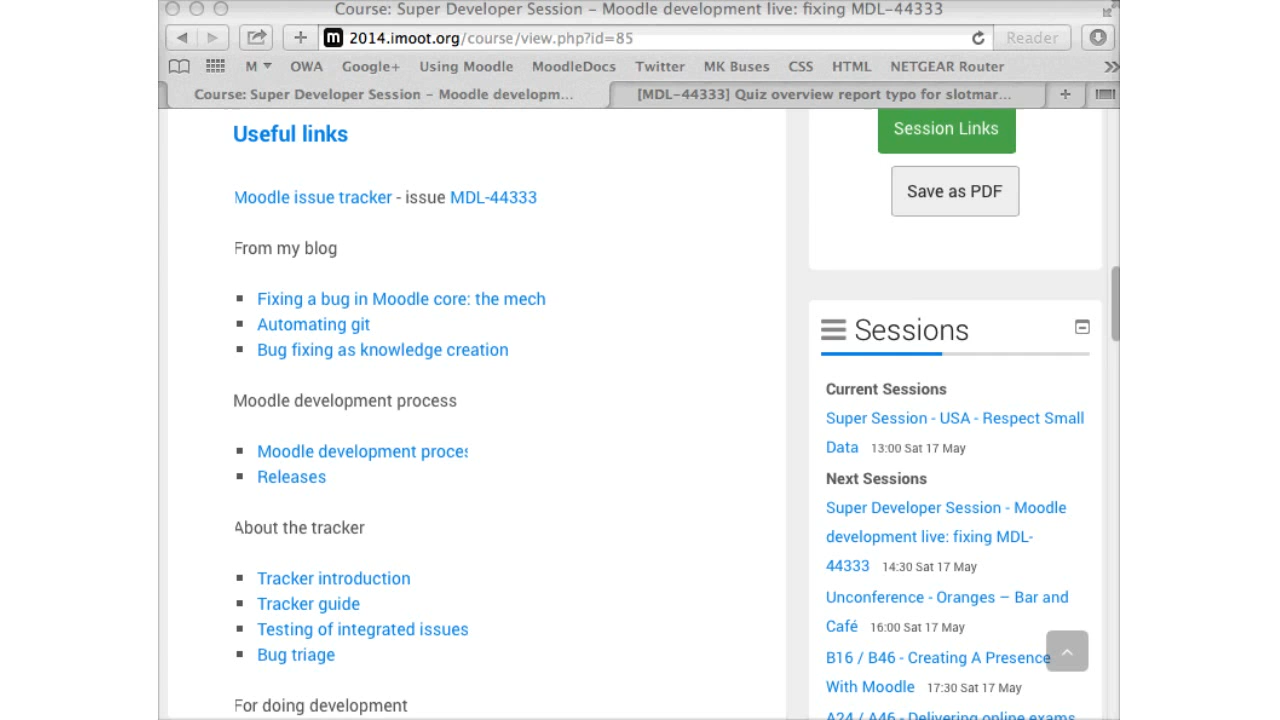 Course: Super Developer Session – Moodle development live: fixing MDL-44333
2014.imoot.org/course/view.php?id=85
Reader
M
OWA
Google+
Using Moodle
MoodleDocs
Twitter
MK Buses
CSS
HTML
NETGEAR Router
Course: Super Developer Session – Moodle developm...
[MDL-44333] Quiz overview report typo for slotmar...
Useful links
Moodle issue tracker - issue MDL-44333
From my blog
Fixing a bug in Moodle core: the mech
Automating git
Bug fixing as knowledge creation
Moodle development process
Moodle development proces
Releases
About the tracker
Tracker introduction
Tracker guide
Testing of integrated issues
Bug triage
For doing development
Session Links
Save as PDF
Sessions
Current Sessions
Super Session - USA - Respect Small
Data 13:00 Sat 17 May
Next Sessions
Super Developer Session - Moodle
development live: fixing MDL-
44333 14:30 Sat 17 May
Unconference - Oranges – Bar and
Café 16:00 Sat 17 May
B16 / B46 - Creating A Presence
With Moodle 17:30 Sat 17 May
A24 / A46 - Delivering online exams